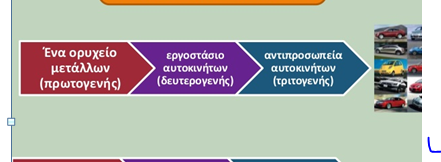 Ένα ορυχείο
μετάλλων
(πρωτογενής)
εργοστάσιο
αυτοκινήτων
(δευτερογενής)
αντιπροσωπεία
αυτοκινήτων
(τριτογενής)